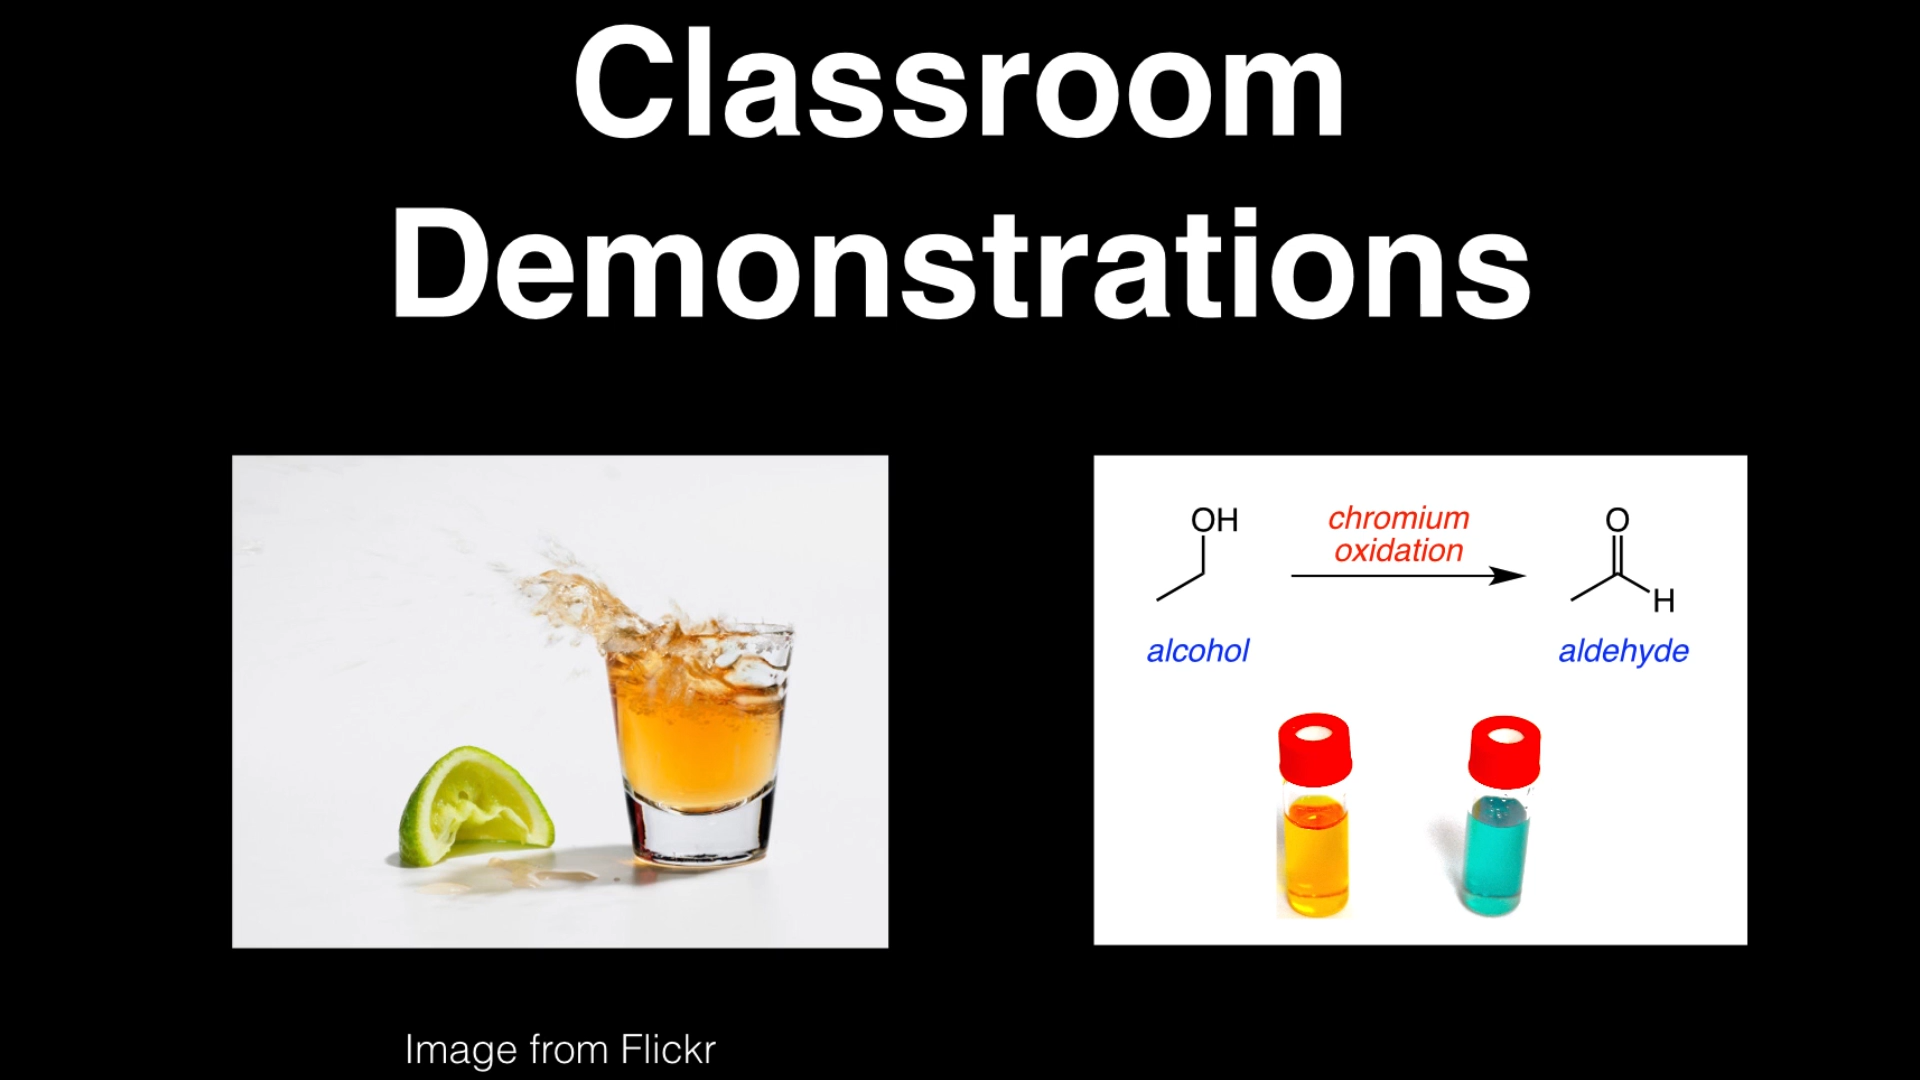 Classroom
Demonstrations
OH
chromium
oxidation
O
H
alcohol
aldehyde
Image from Flickr